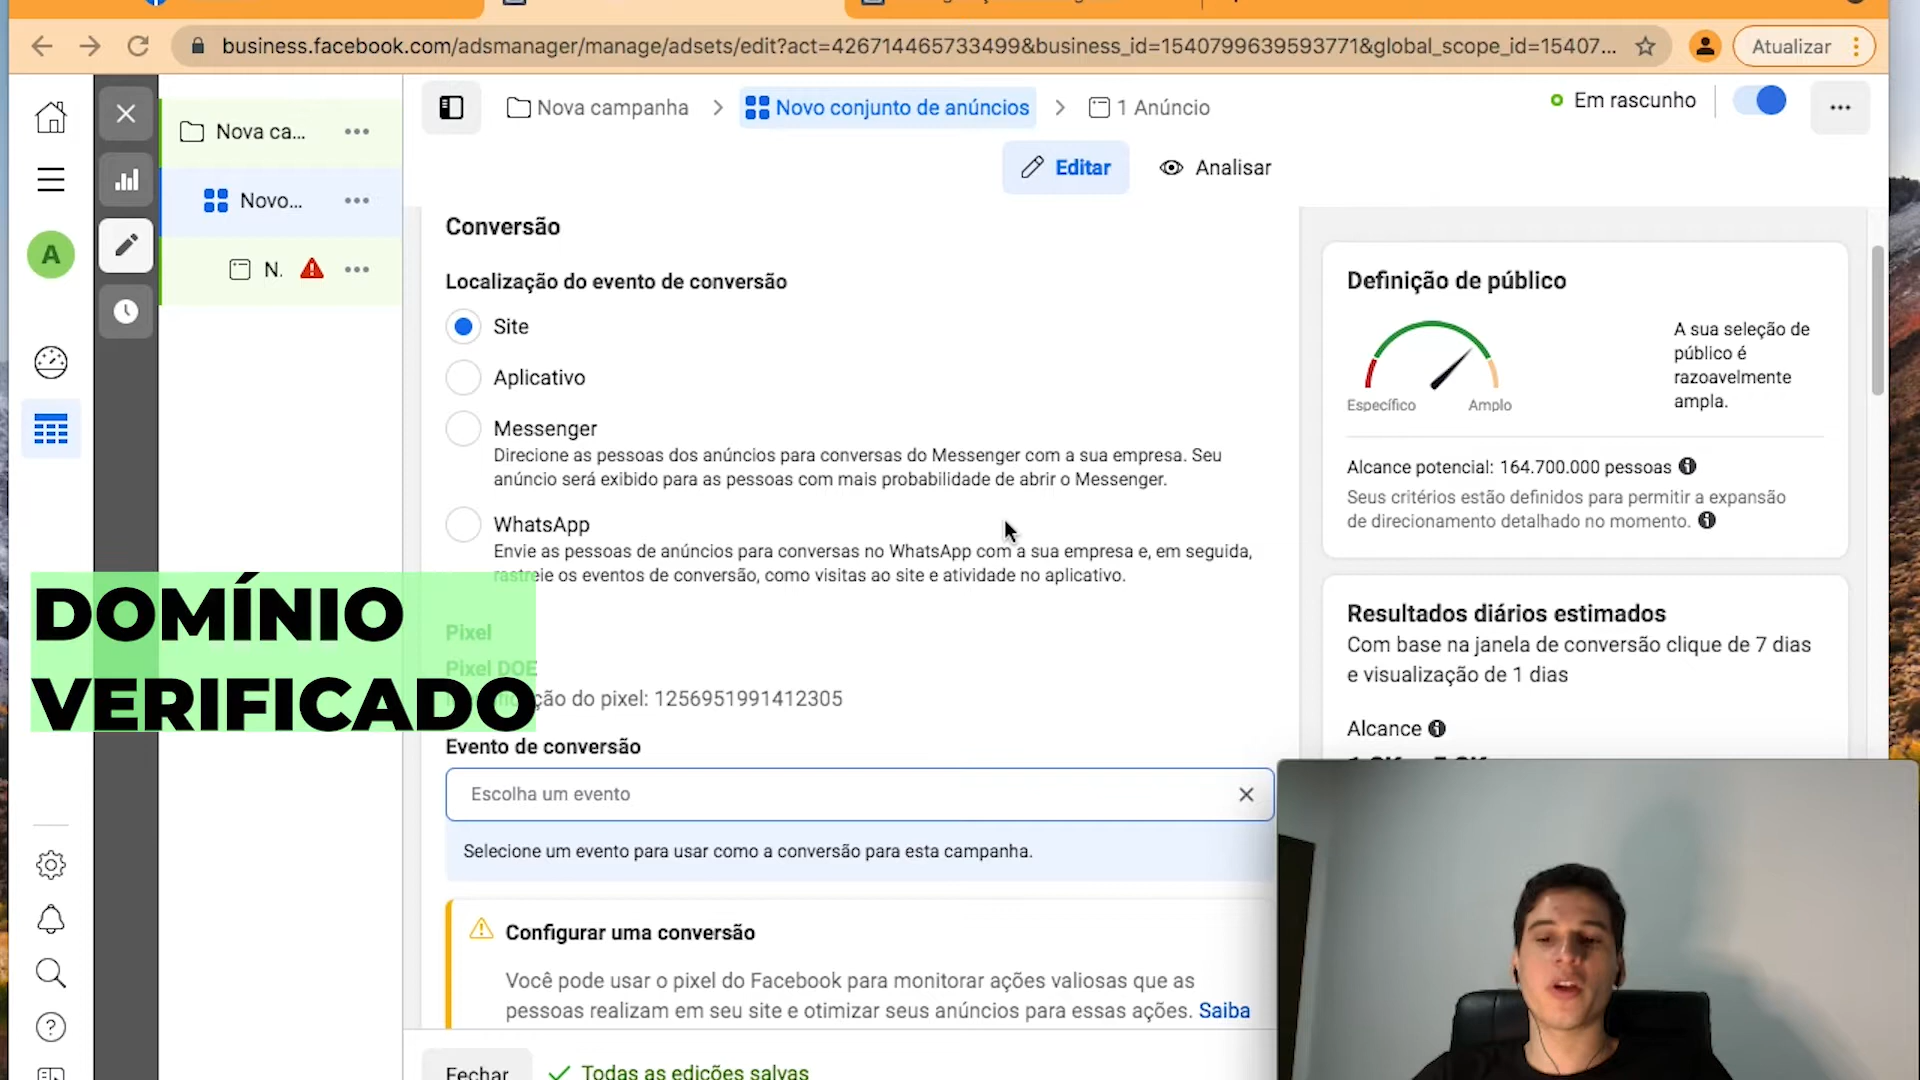 business.facebook.com/adsmanager/manage/adsets/edit?act=426714465733499&business_id=1540799639593771&global_scope_id=15407...
Atualizar
Nova ca...
Novo...
N.
A
Nova campanha
Novo conjunto de anúncios
1 Anúncio
Em rascunho
Editar
Analisar
Conversão
Localização do evento de conversão
Site
Aplicativo
Messenger
Direcione as pessoas dos anúncios para conversas do Messenger com a sua empresa. Seu
anúncio será exibido para as pessoas com mais probabilidade de abrir o Messenger.
WhatsApp
Envie as pessoas de anúncios para conversas no WhatsApp com a sua empresa e, em seguida,
rastreie os eventos de conversão, como visitas ao site e atividade no aplicativo.
Pixel
Pixel DOE
ção do pixel: 1256951991412305
DOMÍNIO
VERIFICADO
Evento de conversão
Escolha um evento
Selecione um evento para usar como a conversão para esta campanha.
Configurar uma conversão
Você pode usar o pixel do Facebook para monitorar ações valiosas que as
pessoas realizam em seu site e otimizar seus anúncios para essas ações. Saiba
Fechar
Todas as edições salvas
Definição de público
Específico
Amplo
A sua seleção de
público é
razoavelmente
ampla.
Alcance potencial: 164.700.000 pessoas
Seus critérios estão definidos para permitir a expansão
de direcionamento detalhado no momento.
Resultados diários estimados
Com base na janela de conversão clique de 7 dias
e visualização de 1 dias
Alcance